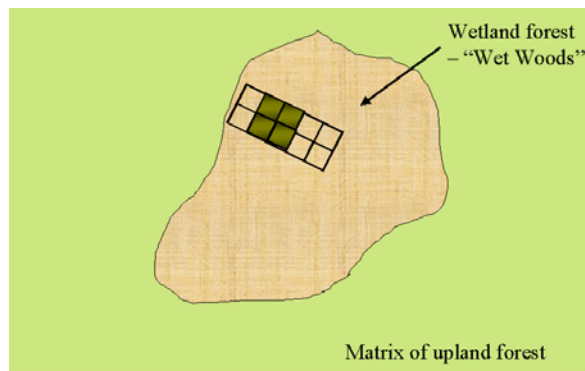 Wetland forest
– “Wet Woods”
Matrix of upland forest